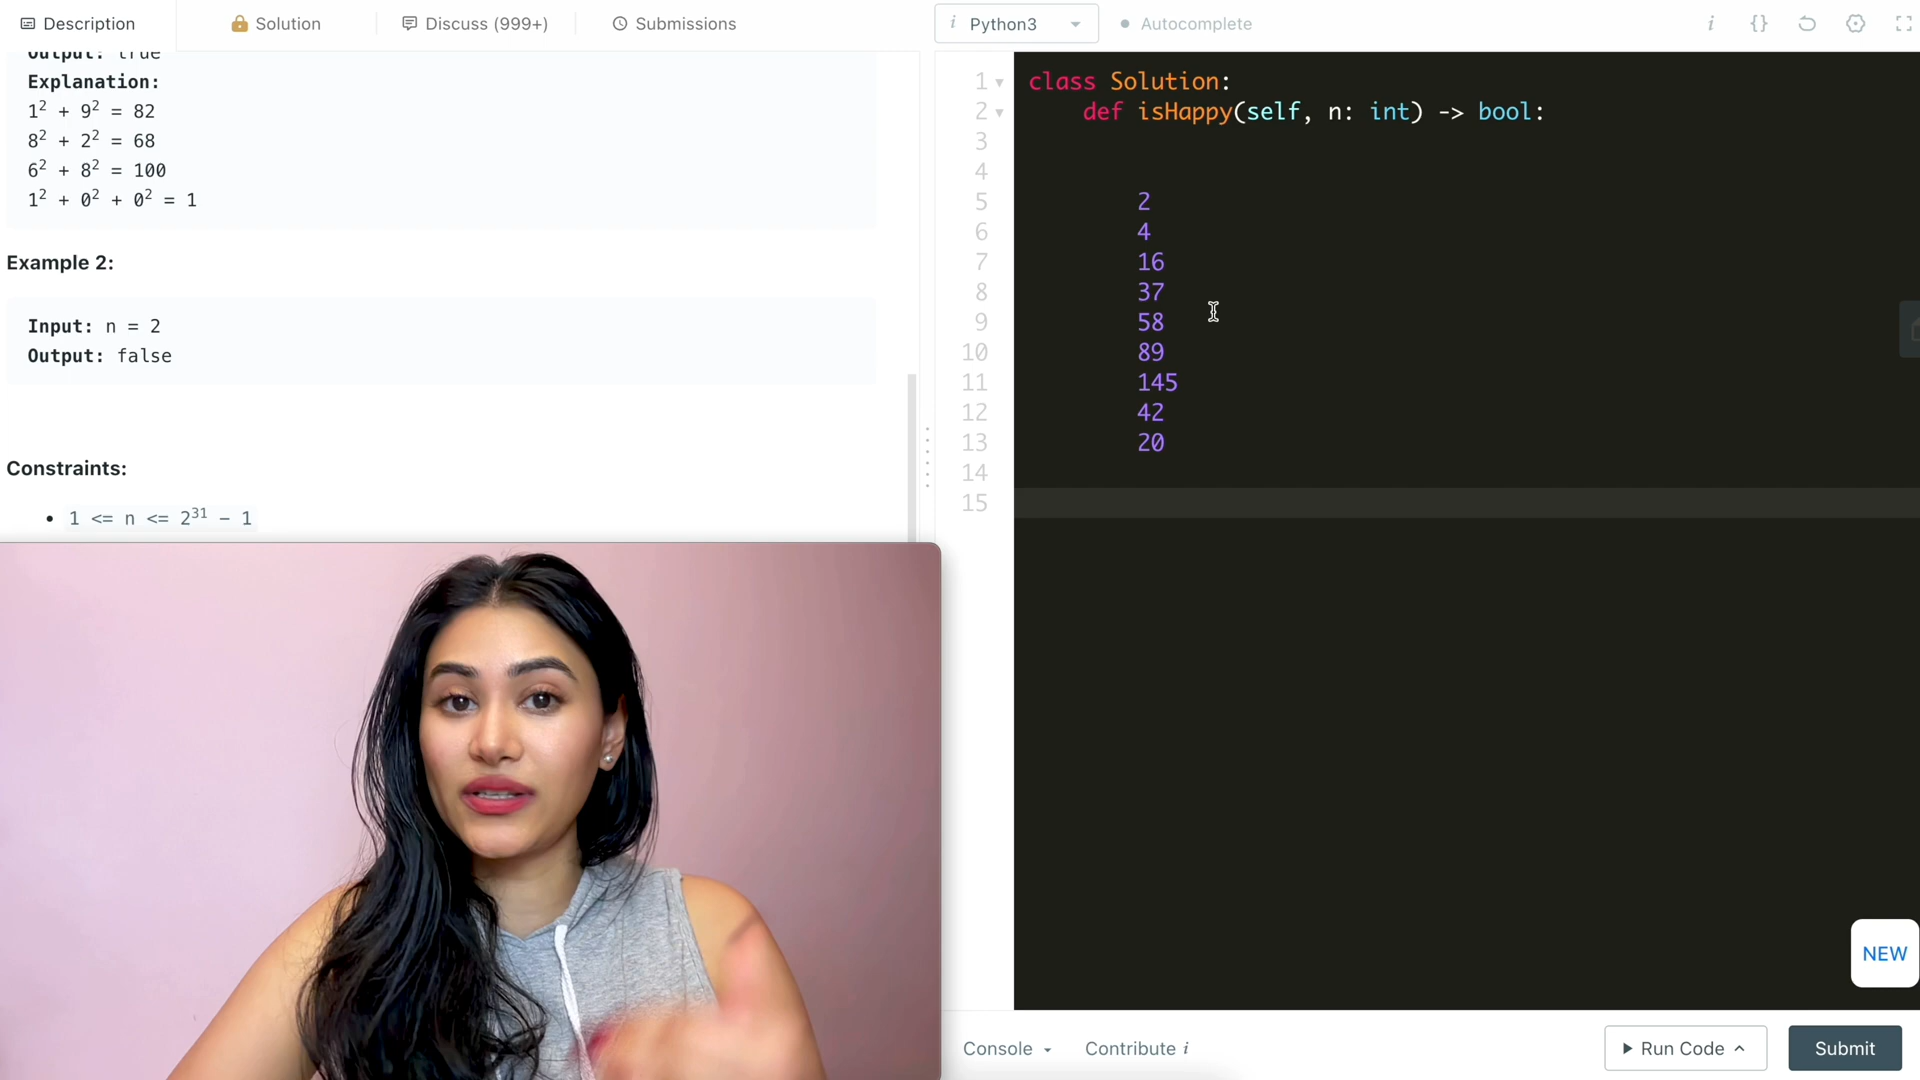 Description
Solution
Discuss (999+)
Submissions
Output: true
Explanation:
1² + 9² = 82
8² + 2² = 68
6² + 8² = 100
1² + 0² + 0² = 1
Example 2:
Input: n = 2
Output: false
Constraints:
• 1 <= n <= 2³¹ - 1
i Python3
Autocomplete
i {}
1 class Solution:
2 def isHappy(self, n: int) -> bool:
3
4
5 2
6 4
7 16
8 37
9 58
10 89
11 145
12 42
13 20
14
15
NEW
Console
Contribute i
Run Code
Submit